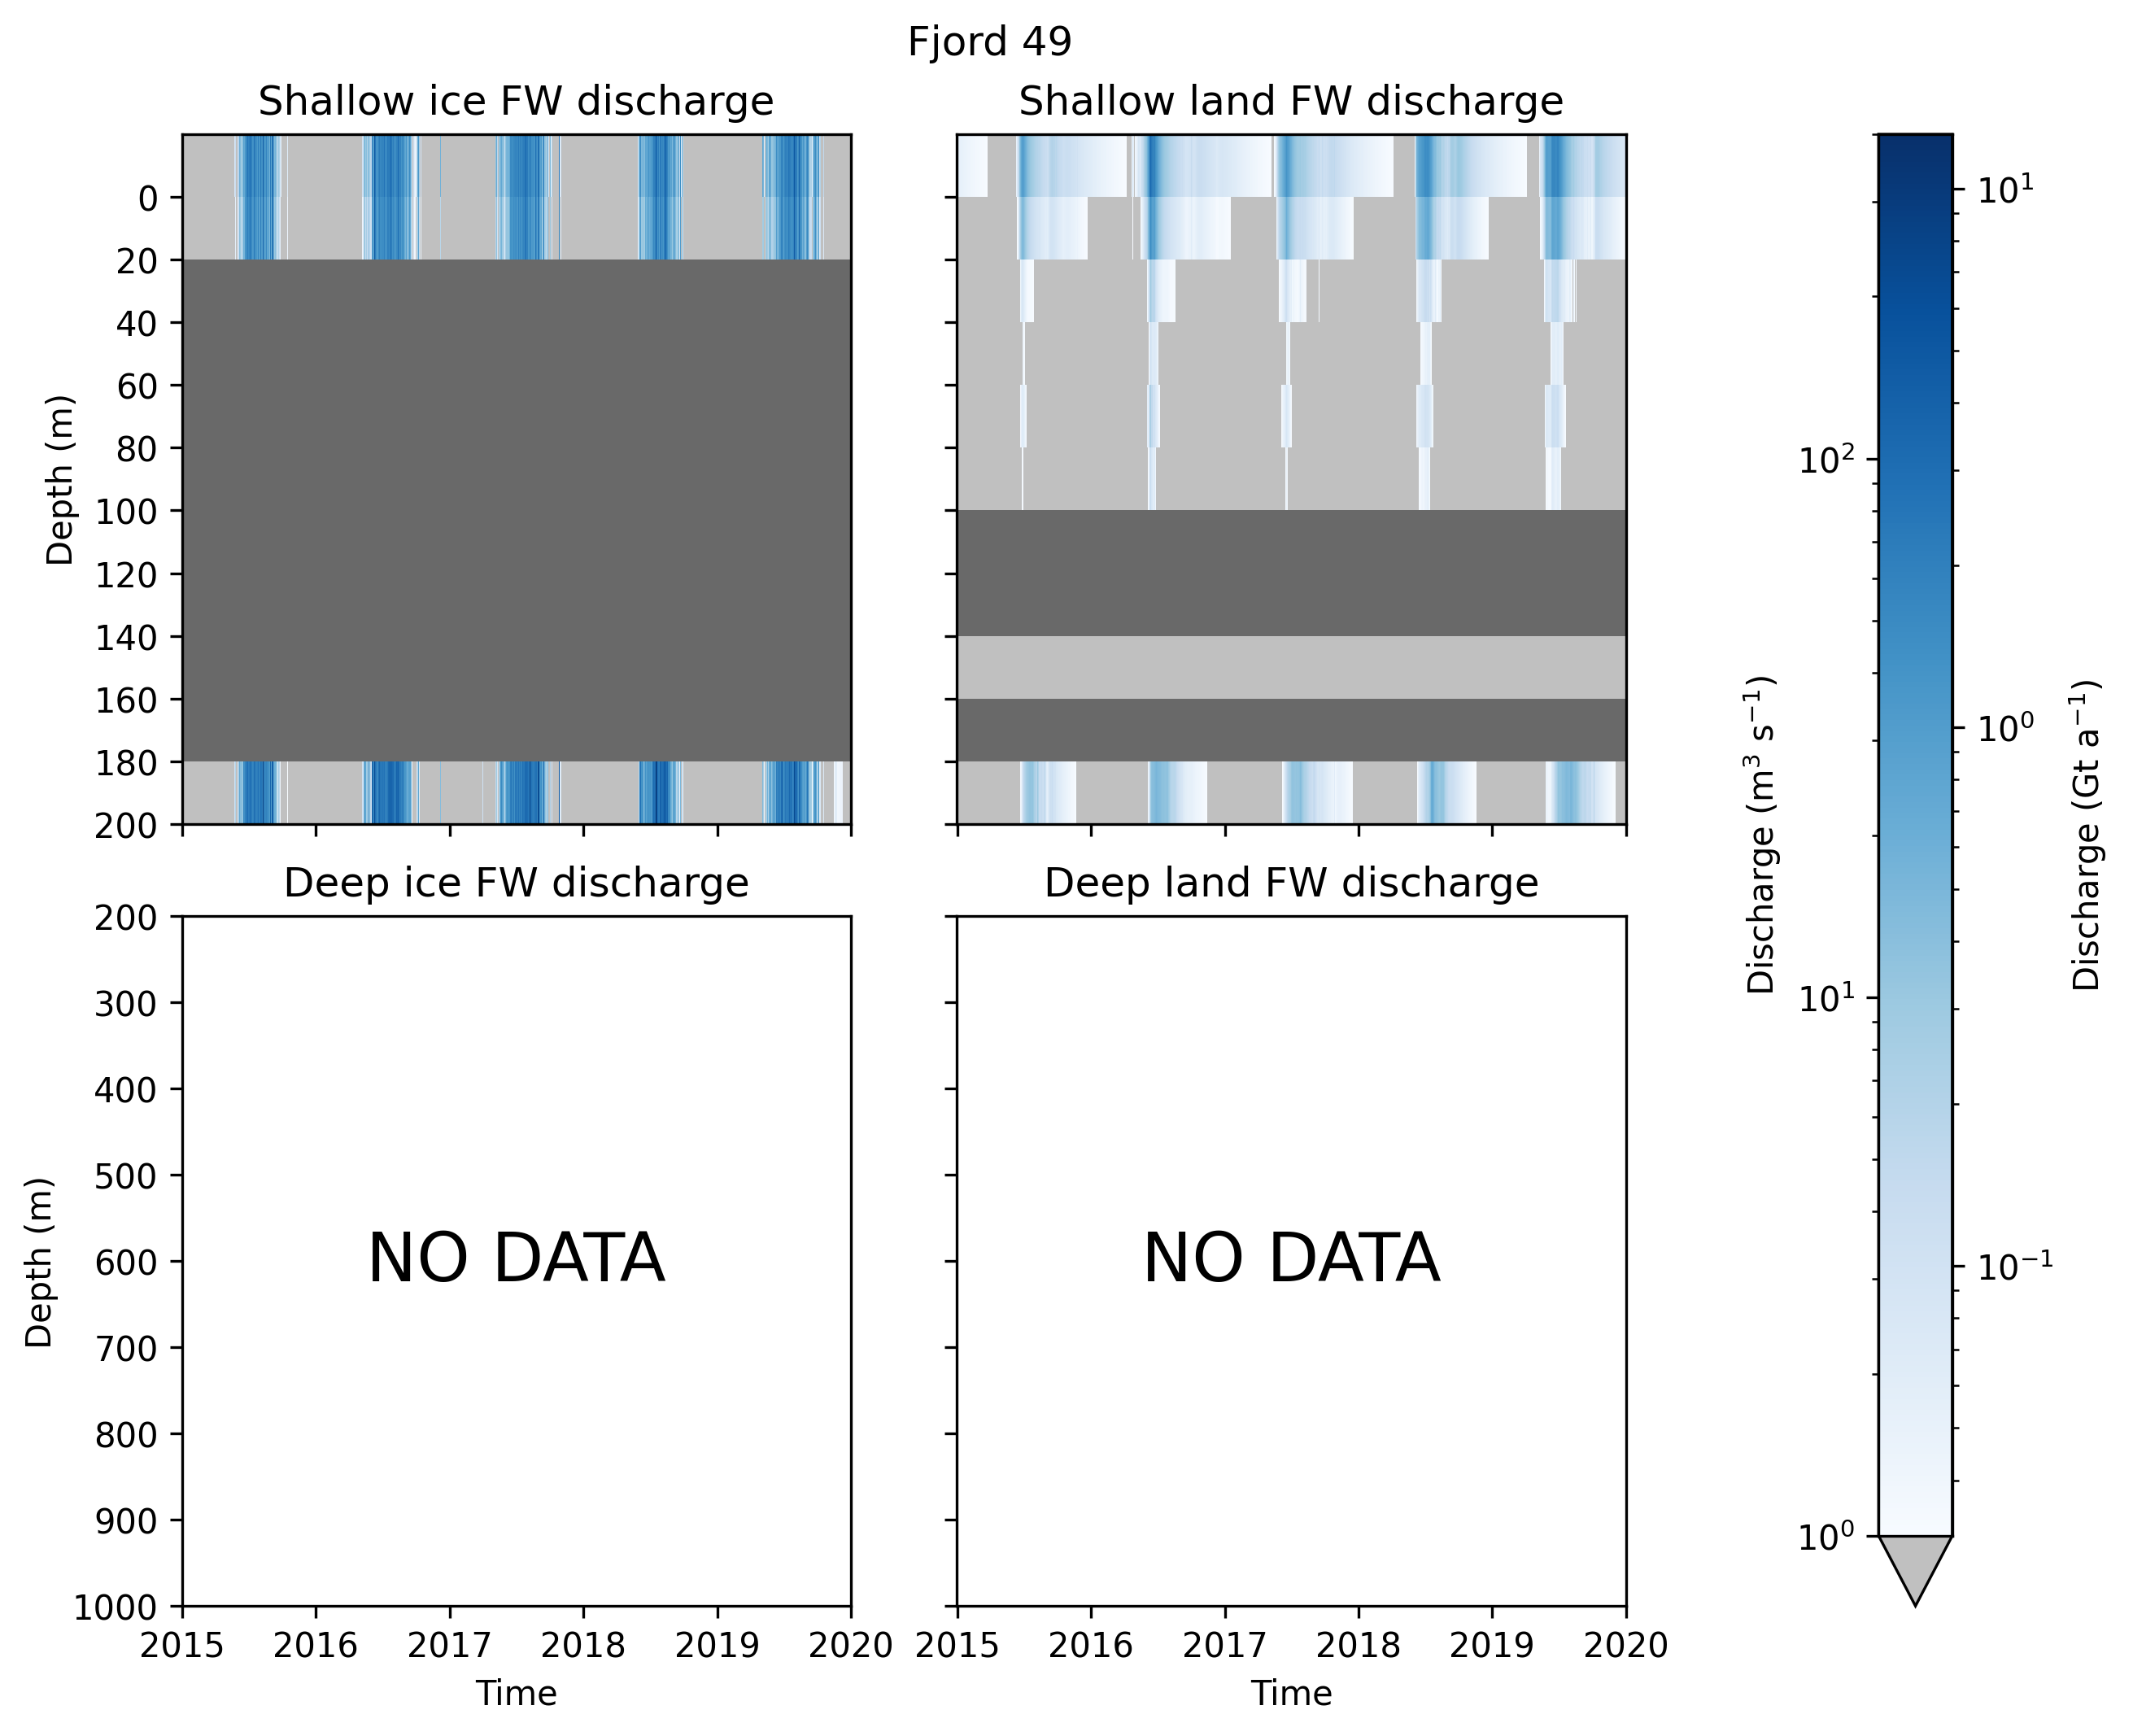 Fjord 49
Shallow ice FW discharge
Shallow land FW discharge
0
20
40
60
80
100
120
140
160
180
200
Depth (m)
Deep ice FW discharge
Deep land FW discharge
200
300
400
500
600
700
800
900
1000
Depth (m)
NO DATA
NO DATA
2015 2016 2017 2018 2019 2020
2015 2016 2017 2018 2019 2020
Time
Time
10²
10¹
10⁰
Discharge (m³ s⁻¹)
10¹
10⁰
10⁻¹
Discharge (Gt a⁻¹)